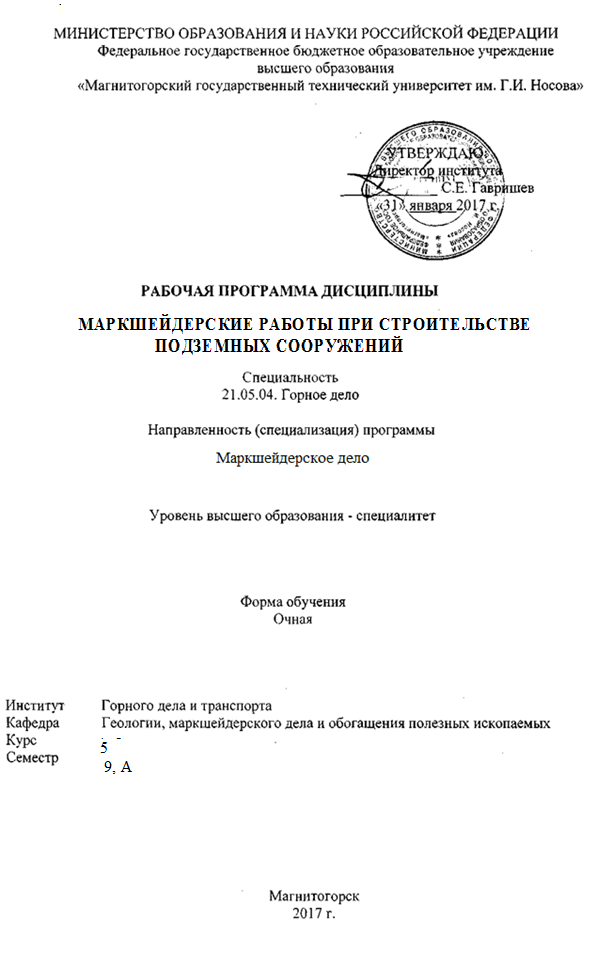 МИНИСТЕРСТВО ОБРАЗОВАНИЯ И НАУКИ РОССИЙСКОЙ ФЕДЕРАЦИИ
Федеральное государственное бюджетное образовательное учреждение
высшего образования
«Магнитогорский государственный технический университет им. Г.И. Носова»
УТВЕРЖДАЮ
Директор института
С.Е. Гавришев
«31» января 2017 г.
РАБОЧАЯ ПРОГРАММА ДИСЦИПЛИНЫ
МАРКШЕЙДЕРСКИЕ РАБОТЫ ПРИ СТРОИТЕЛЬСТВЕ
ПОДЗЕМНЫХ СООРУЖЕНИЙ
Специальность
21.05.04. Горное дело
Направленность (специализация) программы
Маркшейдерское дело
Уровень высшего образования - специалитет
Форма обучения
Очная
Институт Горного дела и транспорта
Кафедра Геологии, маркшейдерского дела и обогащения полезных ископаемых
Курс 5
Семестр 9, А
Магнитогорск
2017 г.